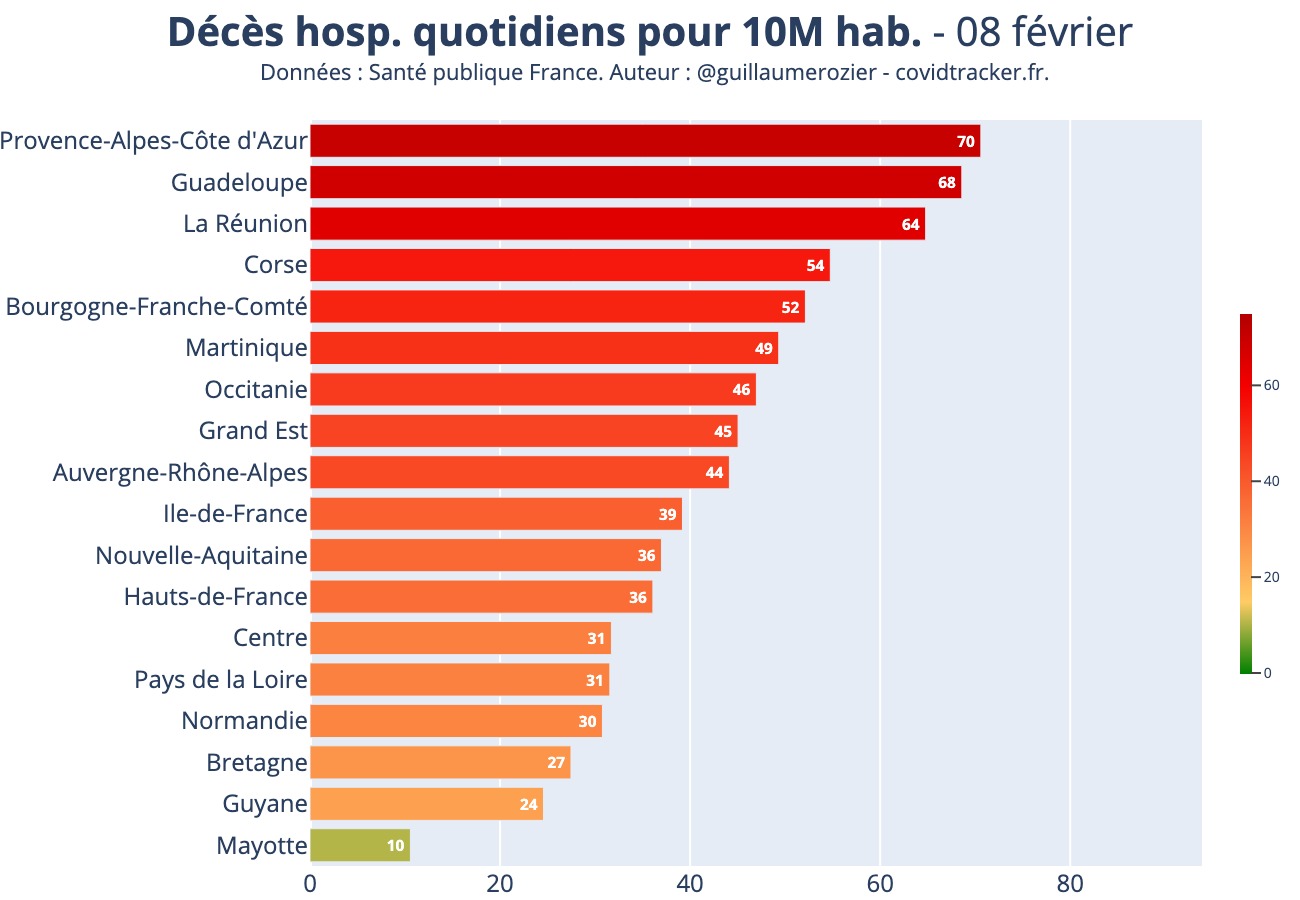 Décès hosp. quotidiens pour 10M hab. - 08 février
Données : Santé publique France. Auteur : @guillaumerozier - covidtracker.fr.
Provence-Alpes-Côte d'Azur 70
Guadeloupe 68
La Réunion 64
Corse 54
Bourgogne-Franche-Comté 52
Martinique 49
Occitanie 46
Grand Est 45
Auvergne-Rhône-Alpes 44
Ile-de-France 39
Nouvelle-Aquitaine 36
Hauts-de-France 36
Centre 31
Pays de la Loire 31
Normandie 30
Bretagne 27
Guyane 24
Mayotte 10
0 20 40 60 80
60
40
20
0